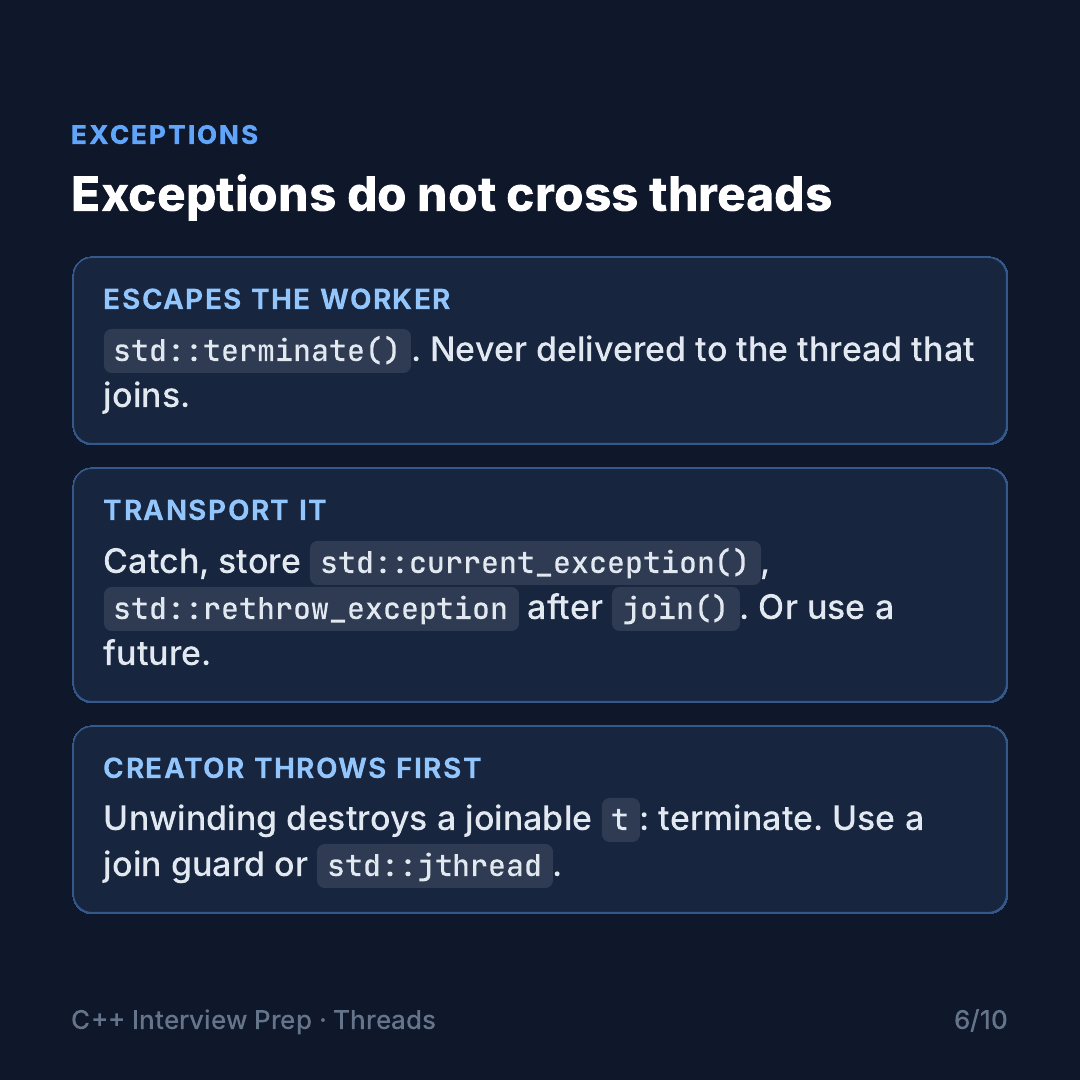 EXCEPTIONS
Exceptions do not cross threads
ESCAPES THE WORKER
std::terminate(). Never delivered to the thread that
joins.
TRANSPORT IT
Catch, store std::current_exception(),
std::rethrow_exception after join(). Or use a
future.
CREATOR THROWS FIRST
Unwinding destroys a joinable t: terminate. Use a
join guard or std::jthread.
C++ Interview Prep · Threads
6/10